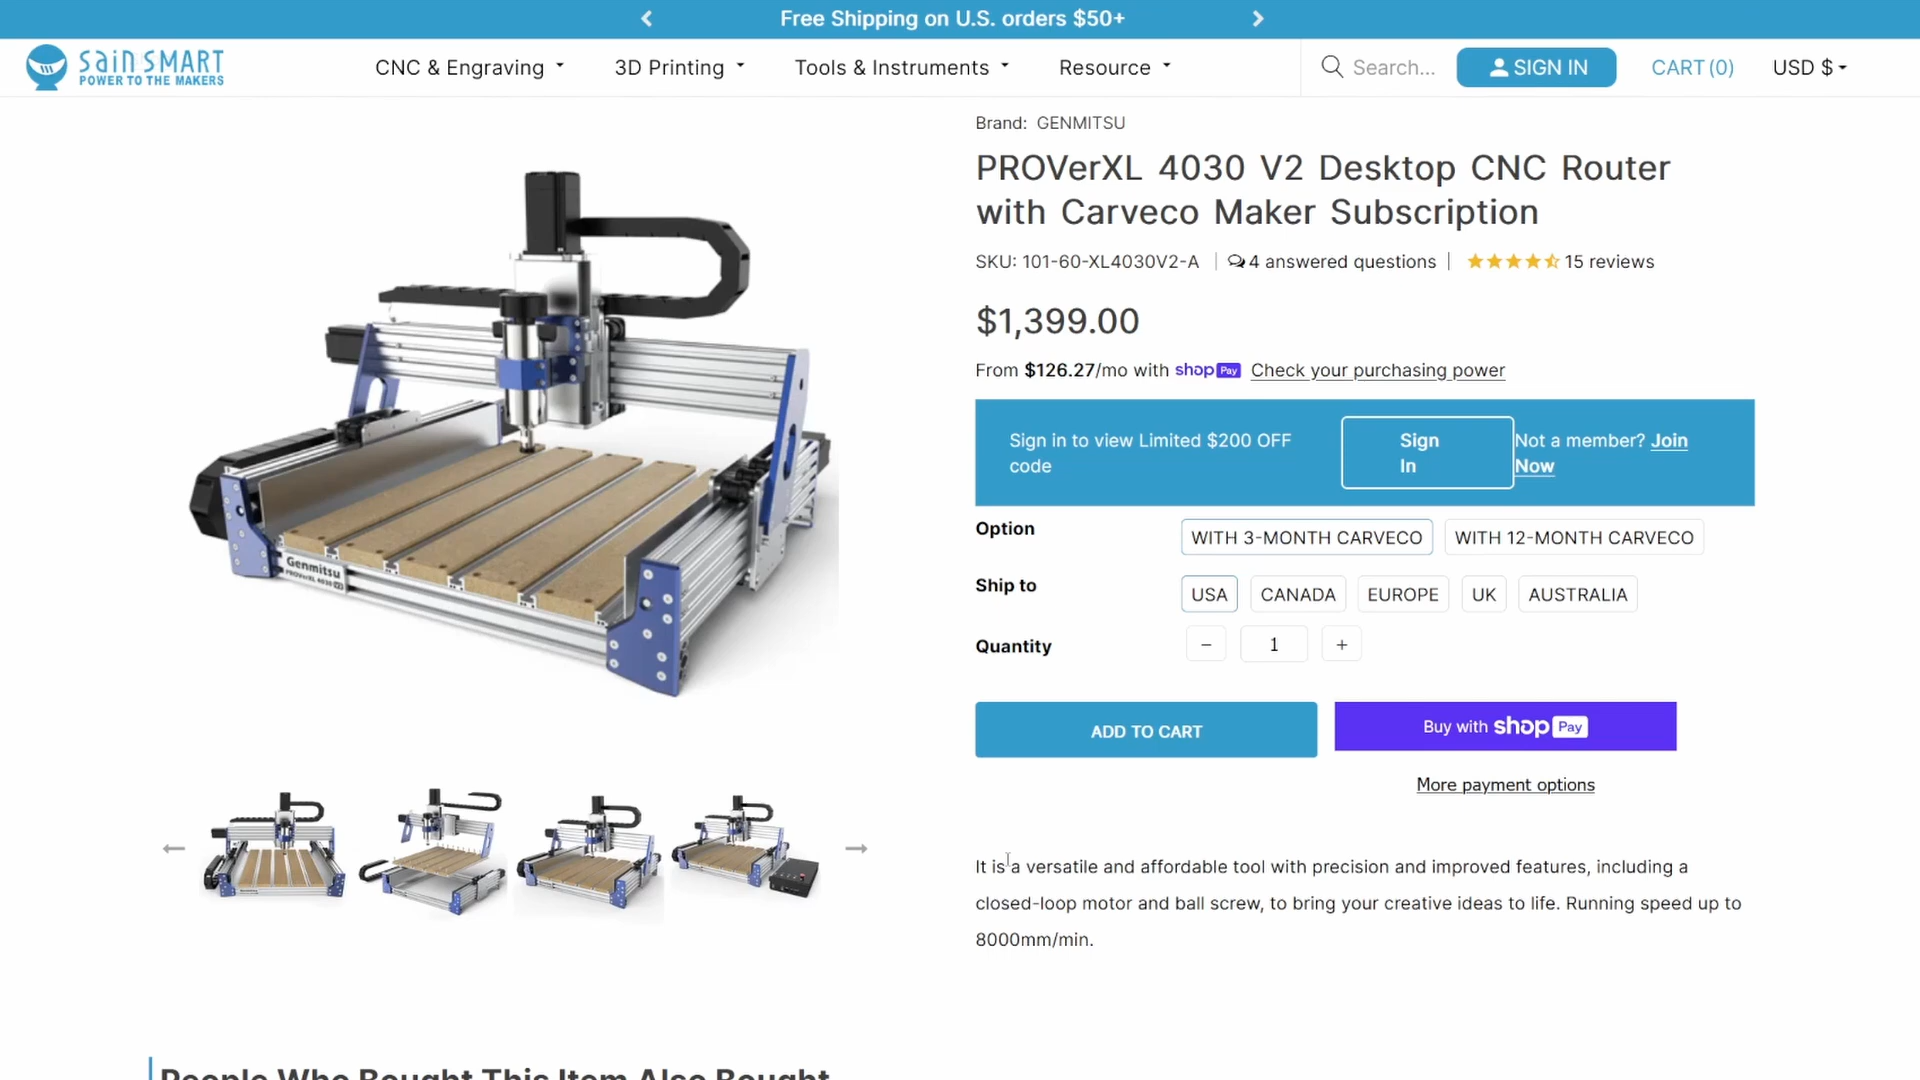 Free Shipping on U.S. orders $50+
SainSMART
POWER TO THE MAKERS
CNC & Engraving
3D Printing
Tools & Instruments
Resource
Search...
SIGN IN
CART (0)
USD $
Brand: GENMITSU
PROVerXL 4030 V2 Desktop CNC Router
with Carveco Maker Subscription
SKU: 101-60-XL4030V2-A
4 answered questions
15 reviews
$1,399.00
From $126.27/mo with shop Pay Check your purchasing power
Sign in to view Limited $200 OFF
code
Sign
In
Not a member? Join
Now
Option
WITH 3-MONTH CARVECO
WITH 12-MONTH CARVECO
Ship to
USA
CANADA
EUROPE
UK
AUSTRALIA
Quantity
− 1 +
ADD TO CART
Buy with shop Pay
More payment options
It is a versatile and affordable tool with precision and improved features, including a
closed-loop motor and ball screw, to bring your creative ideas to life. Running speed up to
8000mm/min.
Genmitsu
PROVerXL 4030 V2
People Who Bought This Item Also Bought